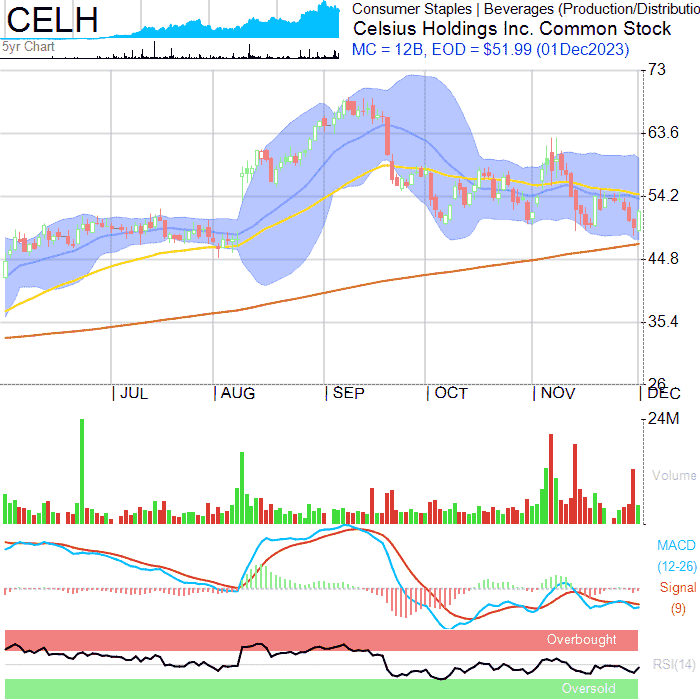 CELH
5yr Chart
Consumer Staples | Beverages (Production/Distributio
Celsius Holdings Inc. Common Stock
MC = 12B, EOD = $51.99 (01Dec2023)
73
63.6
54.2
44.8
35.4
26
JUL AUG SEP OCT NOV DEC
24M
Volume
MACD
(12-26)
Signal
(9)
Overbought
RSI(14)
Oversold